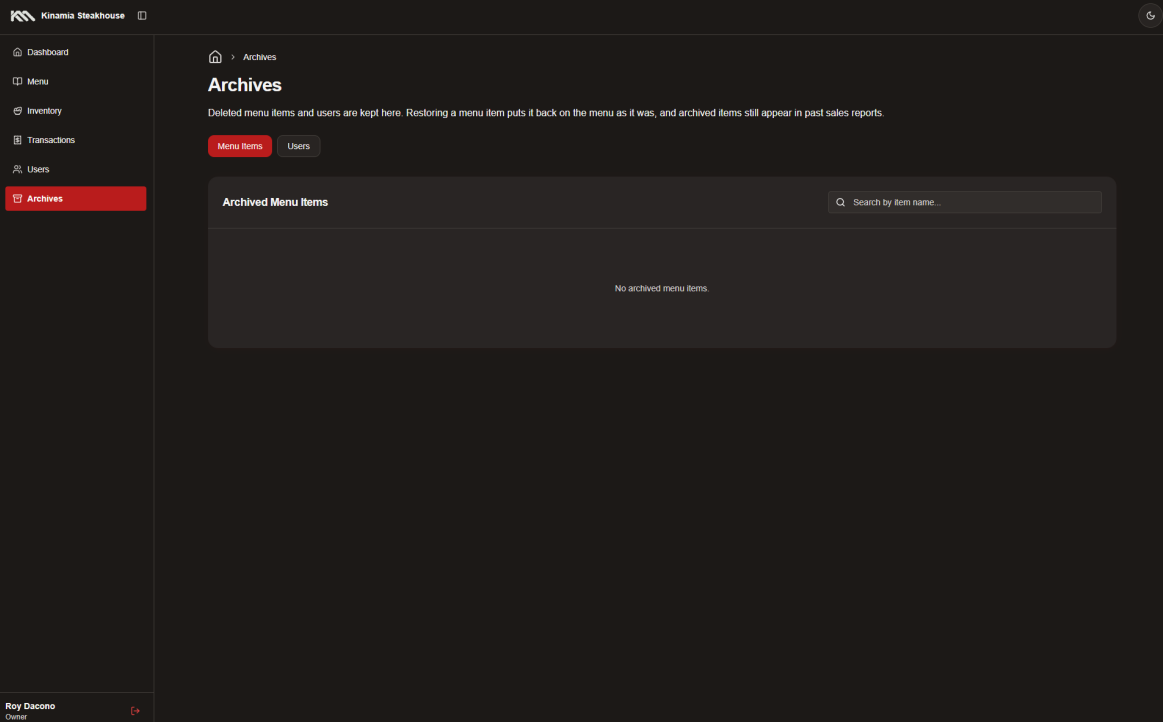 Kinamia Steakhouse
Dashboard
Menu
Inventory
Transactions
Users
Archives
Roy Dacono
Owner
Archives
Archives
Deleted menu items and users are kept here. Restoring a menu item puts it back on the menu as it was, and archived items still appear in past sales reports.
Menu Items
Users
Archived Menu Items
Search by item name...
No archived menu items.